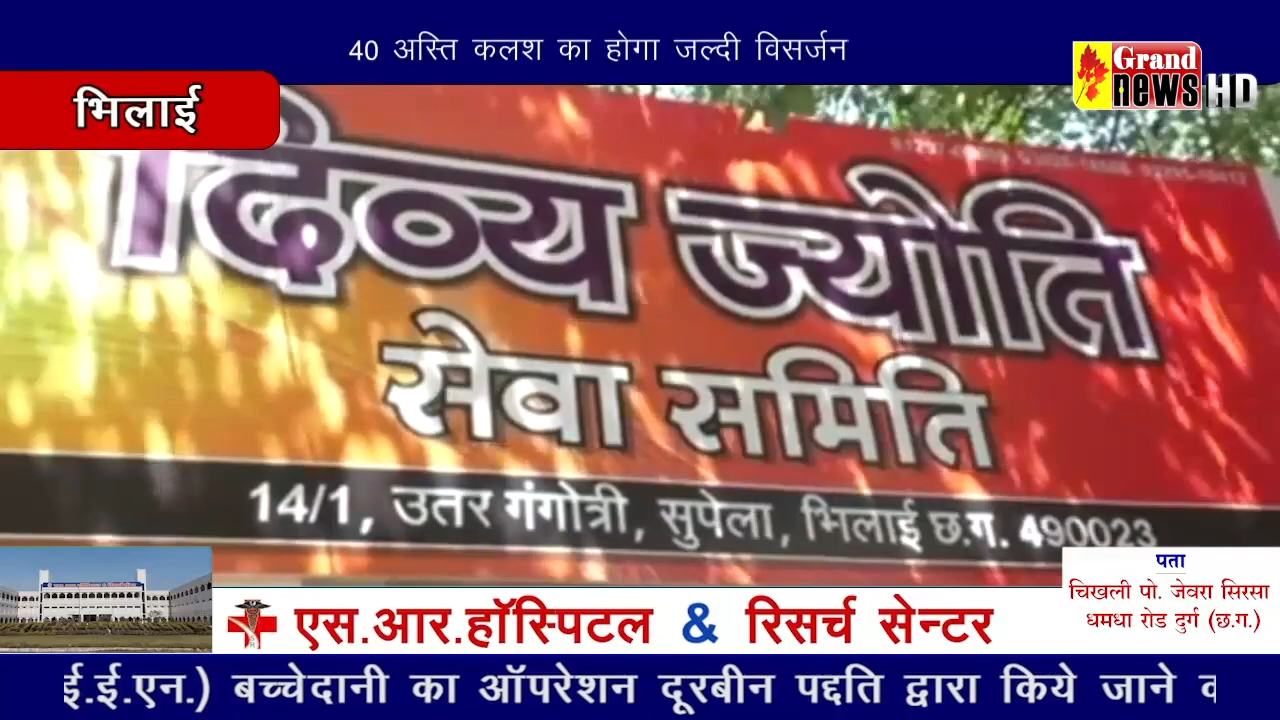 40 अस्ति कलश का होगा जल्दी विसर्जन
Grand
news HD
भिलाई
दिव्य ज्योति
सेवा समिति
14/1, उतर गंगोत्री, सुपेला, भिलाई छ.ग. 490023
पता
चिखली पो. जेवरा सिरसा
धमधा रोड दुर्ग (छ.ग.)
एस.आर.हॉस्पिटल & रिसर्च सेन्टर
ई.ई.एन.) बच्चेदानी का ऑपरेशन दूरबीन पद्दति द्वारा किये जाने